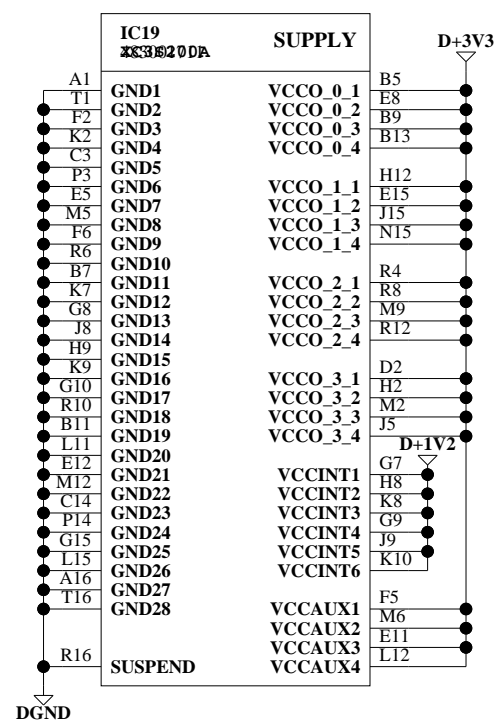 IC19
SUPPLY
D+3V3
A1 GND1 VCCO_0_1 B5
T1 GND2 VCCO_0_2 E8
F2 GND3 VCCO_0_3 B9
K2 GND4 VCCO_0_4 B13
C3 GND5
P3 GND6 VCCO_1_1 H12
E5 GND7 VCCO_1_2 E15
M5 GND8 VCCO_1_3 J15
F6 GND9 VCCO_1_4 N15
R6 GND10
B7 GND11 VCCO_2_1 R4
K7 GND12 VCCO_2_2 R8
G8 GND13 VCCO_2_3 M9
J8 GND14 VCCO_2_4 R12
H9 GND15
K9 GND16 VCCO_3_1 D2
G10 GND17 VCCO_3_2 H2
R10 GND18 VCCO_3_3 M2
B11 GND19 VCCO_3_4 J5
L11 GND20 D+1V2
E12 GND21 VCCINT1 G7
M12 GND22 VCCINT2 H8
C14 GND23 VCCINT3 K8
P14 GND24 VCCINT4 G9
G15 GND25 VCCINT5 J9
L15 GND26 VCCINT6 K10
A16 GND27
T16 GND28 VCCAUX1 F5
VCCAUX2 M6
VCCAUX3 E11
R16 SUSPEND VCCAUX4 L12
DGND